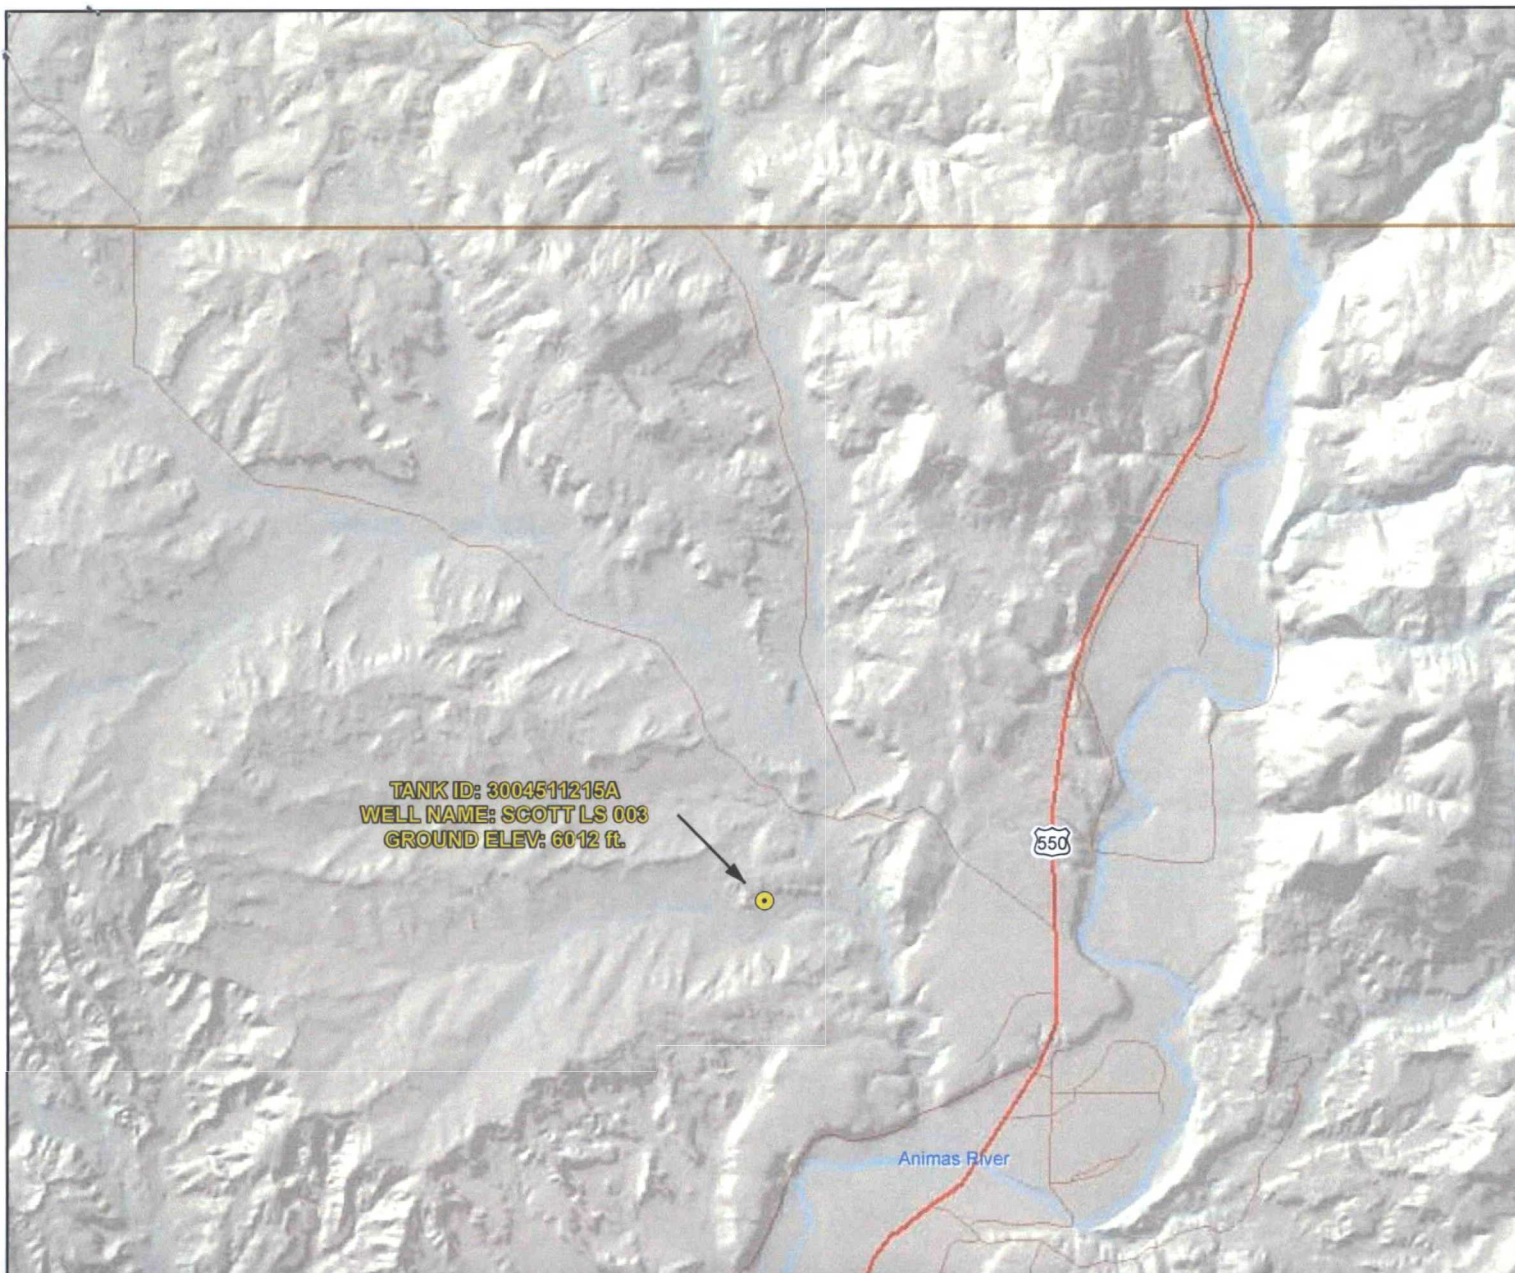 TANK ID: 3004511215A
WELL NAME: SCOTT LS 003
GROUND ELEV: 6012 ft.
550
Animas River